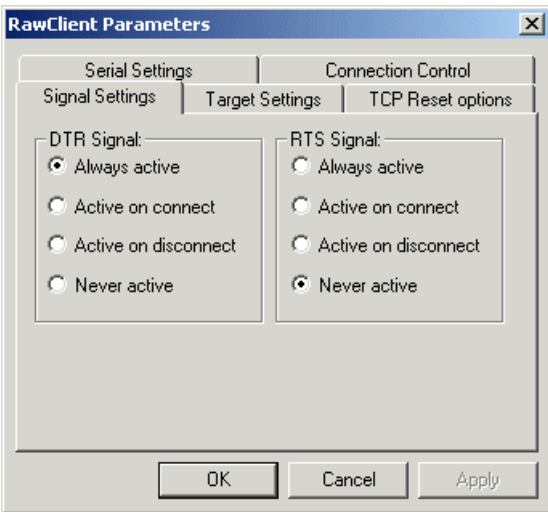 RawClient Parameters
Serial Settings Connection Control
Signal Settings Target Settings TCP Reset options
DTR Signal: RTS Signal:
Always active Always active
Active on connect Active on connect
Active on disconnect Active on disconnect
Never active Never active
OK Cancel Apply